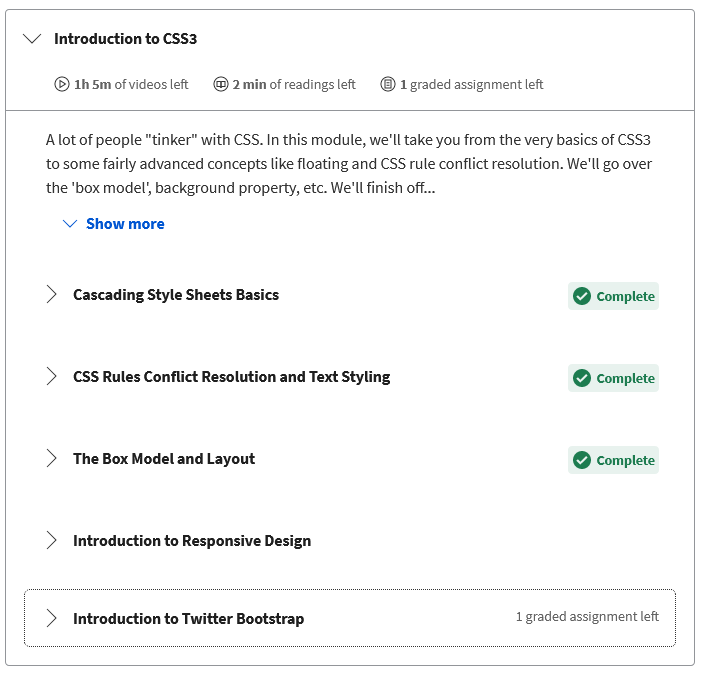 Introduction to CSS3
1h 5m of videos left 2 min of readings left 1 graded assignment left
A lot of people "tinker" with CSS. In this module, we'll take you from the very basics of CSS3
to some fairly advanced concepts like floating and CSS rule conflict resolution. We'll go over
the 'box model', background property, etc. We'll finish off...
Show more
Cascading Style Sheets Basics Complete
CSS Rules Conflict Resolution and Text Styling Complete
The Box Model and Layout Complete
Introduction to Responsive Design
Introduction to Twitter Bootstrap 1 graded assignment left